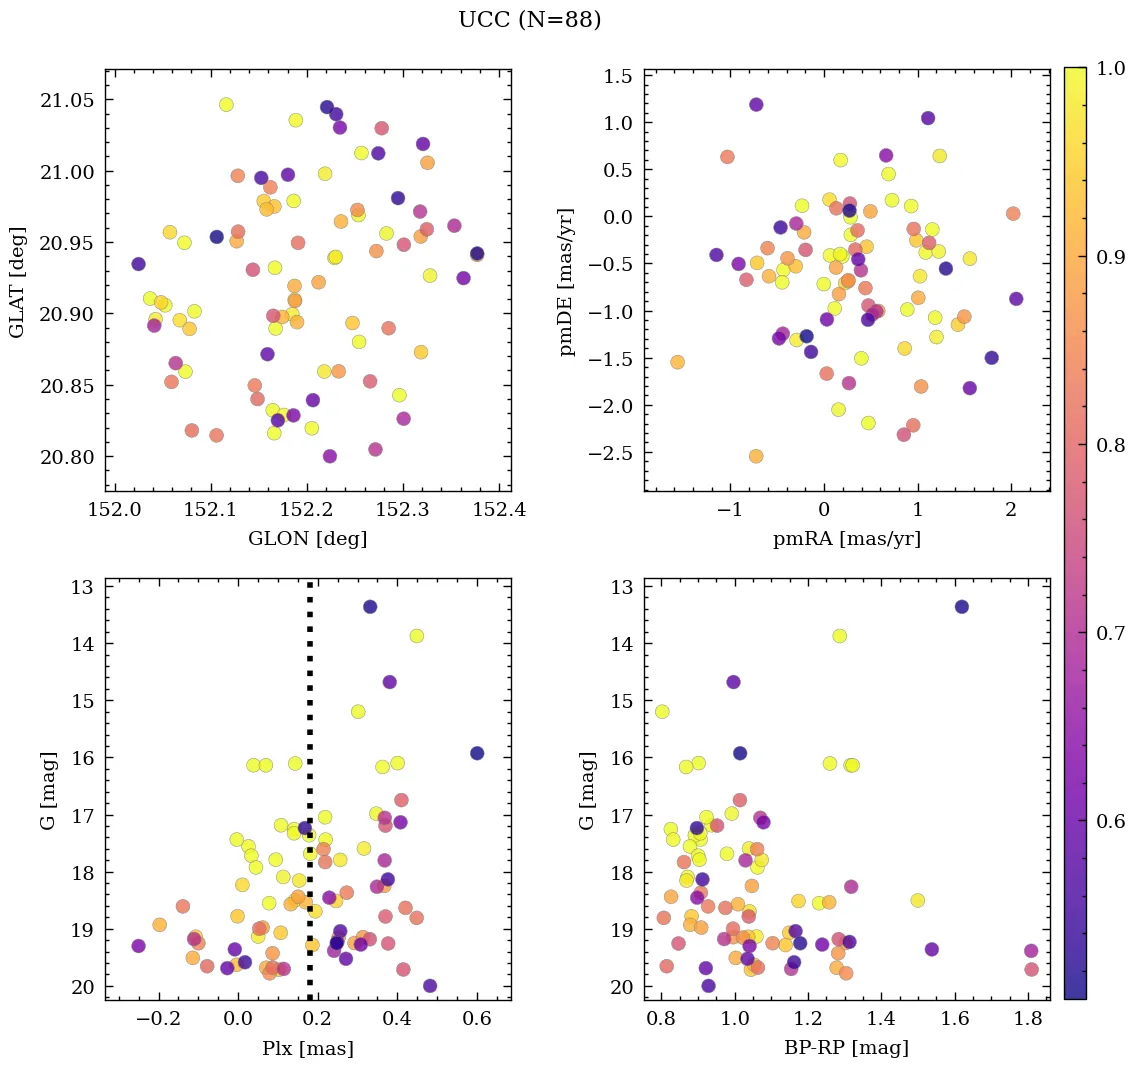 UCC (N=88)
21.05
21.00
20.95
20.90
20.85
20.80
GLAT [deg]
152.0 152.1 152.2 152.3 152.4
GLON [deg]
1.5
1.0
0.5
0.0
−0.5
−1.0
−1.5
−2.0
−2.5
pmDE [mas/yr]
−1 0 1 2
pmRA [mas/yr]
1.0
0.9
0.8
0.7
0.6
13
14
15
16
17
18
19
20
G [mag]
−0.2 0.0 0.2 0.4 0.6
Plx [mas]
13
14
15
16
17
18
19
20
G [mag]
0.8 1.0 1.2 1.4 1.6 1.8
BP-RP [mag]